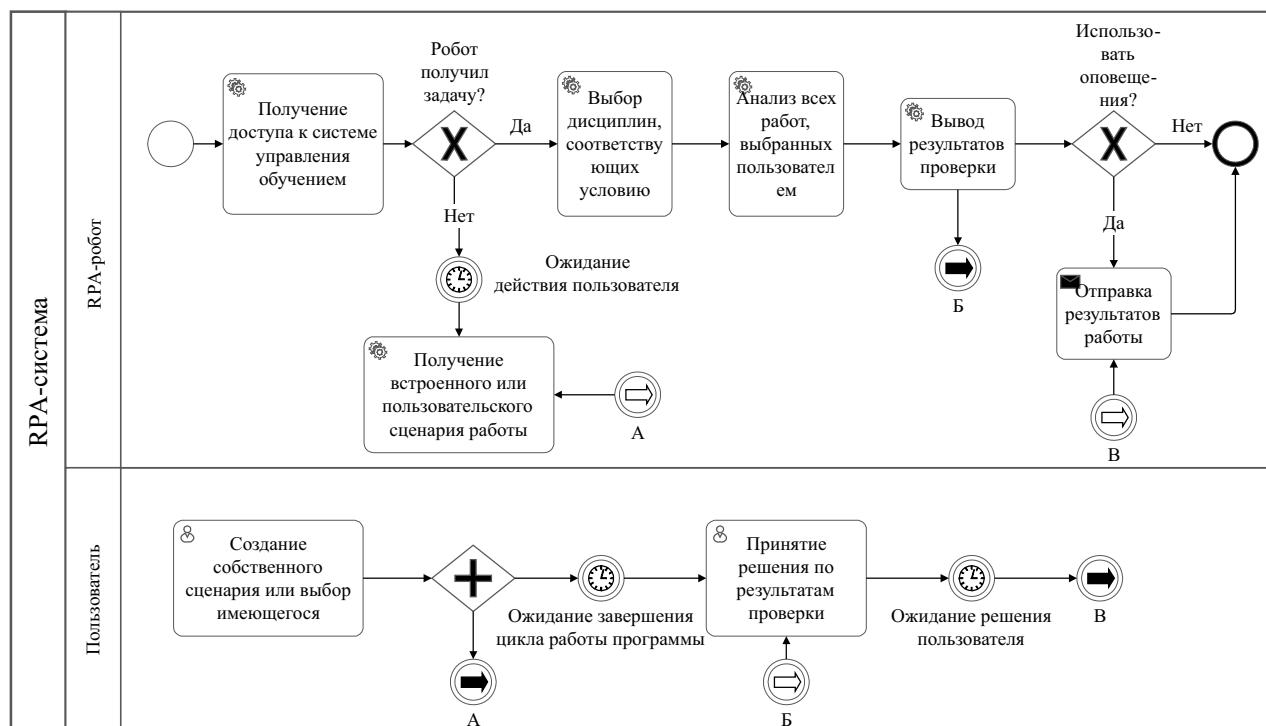 RPA-система
RPA-робот
Получение
доступа к системе
управления
обучением
Робот
получил
задачу?
Да
Нет
Выбор
дисциплин,
соответству
ющих
условию
Анализ всех
работ,
выбранных
пользовател
ем
Вывод
результатов
проверки
Использо-
вать
оповеще-
ния?
Нет
Да
Ожидание
действия пользователя
Б
Отправка
результатов
работы
Получение
встроенного или
пользовательского
сценария работы
А
В
Пользователь
Создание
собственного
сценария или выбор
имеющегося
Ожидание завершения
цикла работы программы
Принятие
решения по
результатам
проверки
Ожидание решения
пользователя
В
А
Б